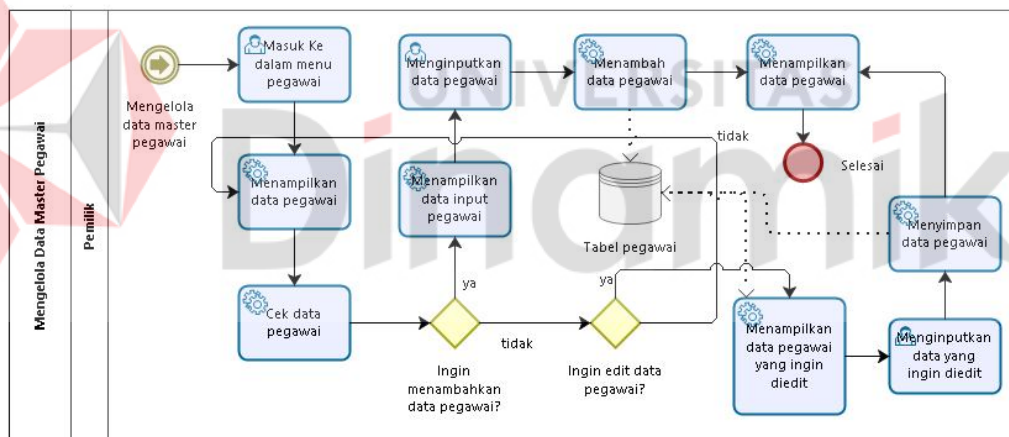 Mengelola Data Master Pegawai
Pemilik
Mengelola
data master
pegawai
Masuk Ke
dalam menu
pegawai
Menampilkan
data pegawai
Cek data
pegawai
Menginputkan
data pegawai
Menampilkan
data input
pegawai
ya
Ingin
menambahkan
data pegawai?
tidak
Menambah
data pegawai
Tabel pegawai
ya
Ingin edit data
pegawai?
tidak
Menampilkan
data pegawai
Selesai
Menampilkan
data pegawai
yang ingin
diedit
Menginputkan
data yang
ingin diedit
Menyimpan
data pegawai
UNIVERSITAS
Dinamik